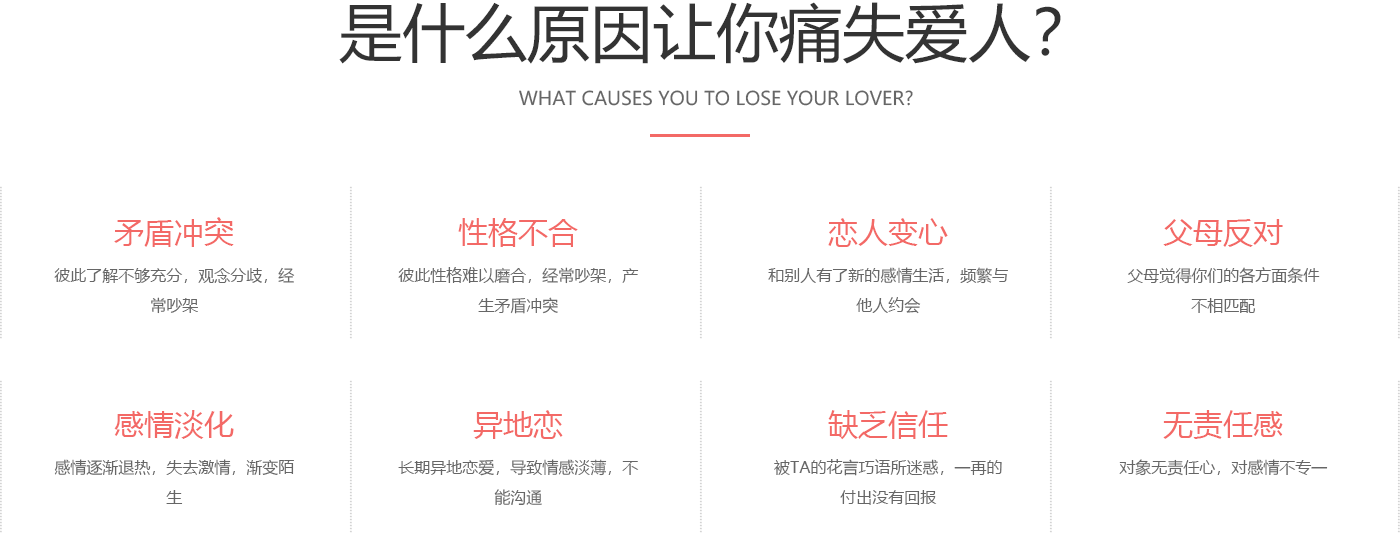 是什么原因让你痛失爱人？
WHAT CAUSES YOU TO LOSE YOUR LOVER?
矛盾冲突
彼此了解不够充分，观念分歧，经
常吵架
性格不合
彼此性格难以磨合，经常吵架，产
生矛盾冲突
恋人变心
和别人有了新的感情生活，频繁与
他人约会
父母反对
父母觉得你们的各方面条件
不相匹配
感情淡化
感情逐渐退热，失去激情，渐变陌
生
异地恋
长期异地恋爱，导致情感淡薄，不
能沟通
缺乏信任
被TA的花言巧语所迷惑，一再的
付出没有回报
无责任感
对象无责任心，对感情不专一